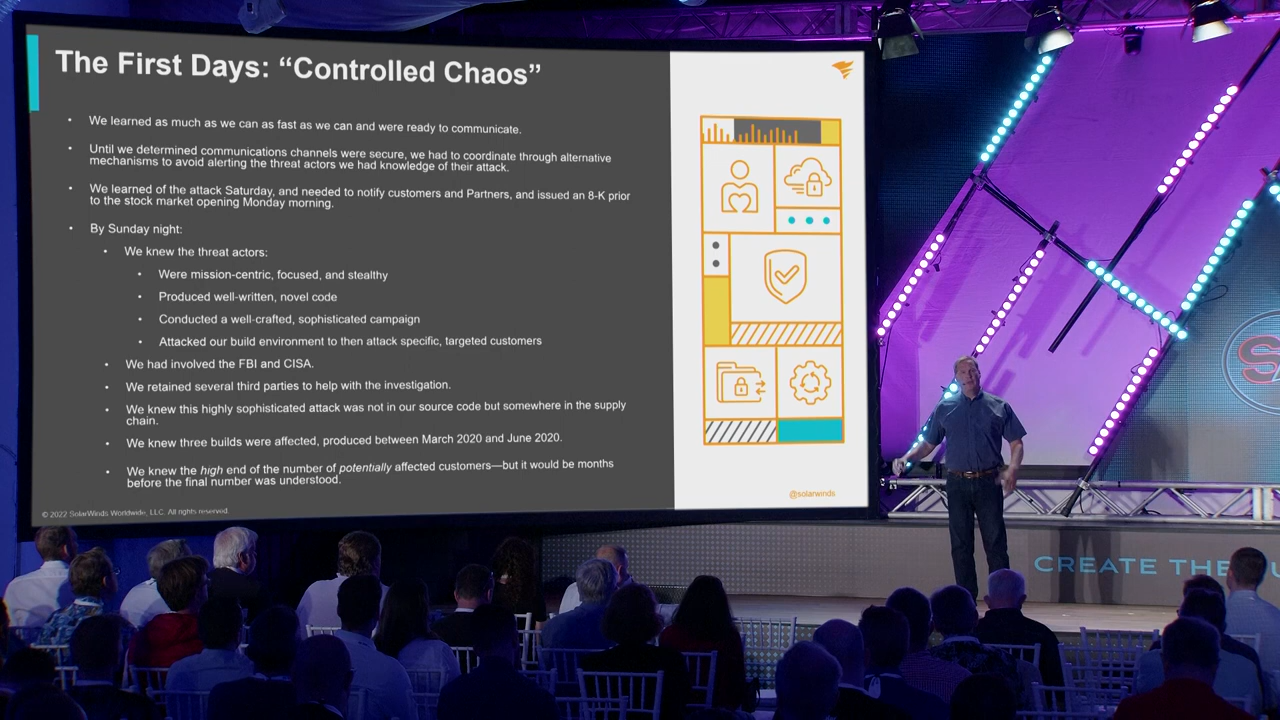 The First Days: “Controlled Chaos”
• We learned as much as we can as fast as we can and were ready to communicate.
• Until we determined communications channels were secure, we had to coordinate through alternative
mechanisms to avoid alerting the threat actors we had knowledge of their attack.
• We learned of the attack Saturday, and needed to notify customers and Partners, and issued an 8-K prior
to the stock market opening Monday morning.
• By Sunday night:
• We knew the threat actors:
• Were mission-centric, focused, and stealthy
• Produced well-written, novel code
• Conducted a well-crafted, sophisticated campaign
• Attacked our build environment to then attack specific, targeted customers
• We had involved the FBI and CISA.
• We retained several third parties to help with the investigation.
• We knew this highly sophisticated attack was not in our source code but somewhere in the supply
chain.
• We knew three builds were affected, produced between March 2020 and June 2020.
• We knew the high end of the number of potentially affected customers—but it would be months
before the final number was understood.
© 2022 SolarWinds Worldwide, LLC. All rights reserved.
@solarwinds
CREATE THE